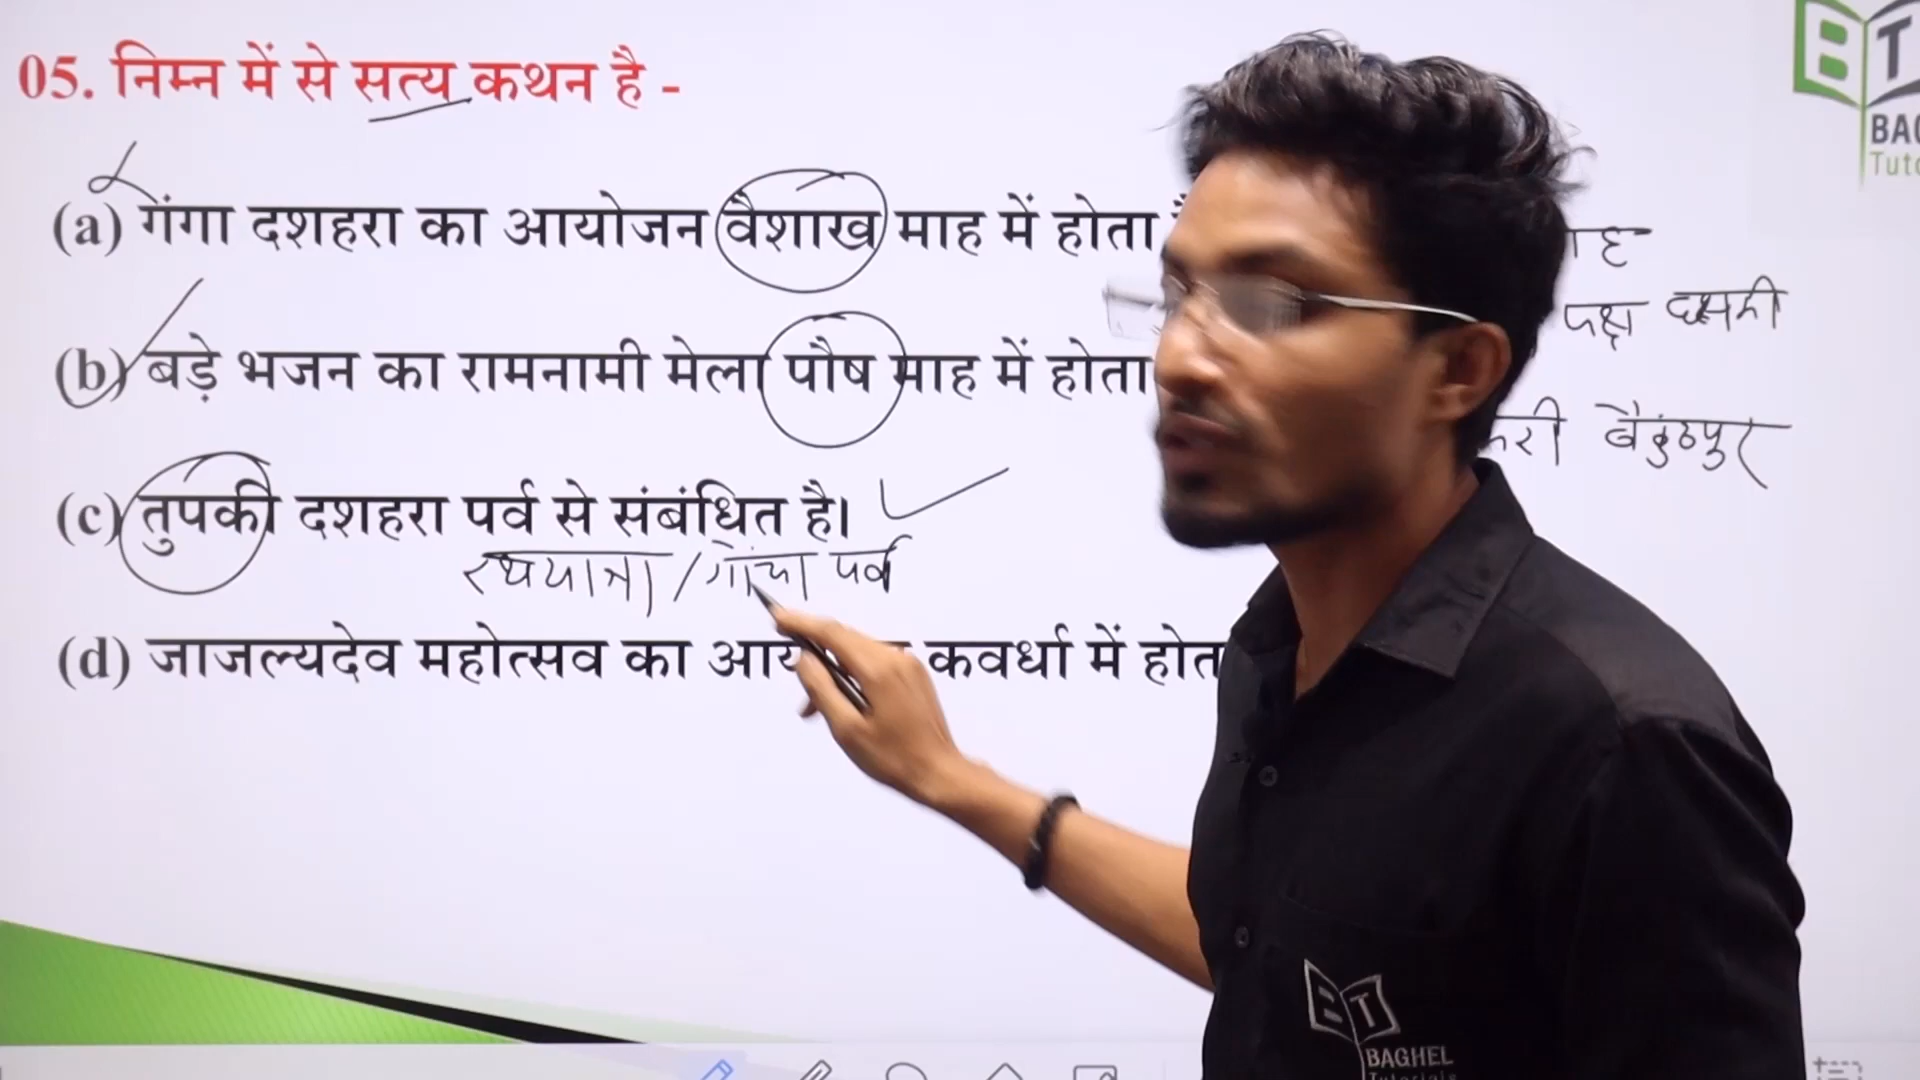 05. निम्न में से सत्य कथन है -
(a) गंगा दशहरा का आयोजन वैशाख माह में होता
पक्ष दसमी
(b) बड़े भजन का रामनामी मेला पौष माह में होता
बैकुंठपुर
(c) तुपकी दशहरा पर्व से संबंधित है।
रथयात्रा / गोंचा पर्व
(d) जाजल्यदेव महोत्सव का कवर्धा में
BT
BAGHEL